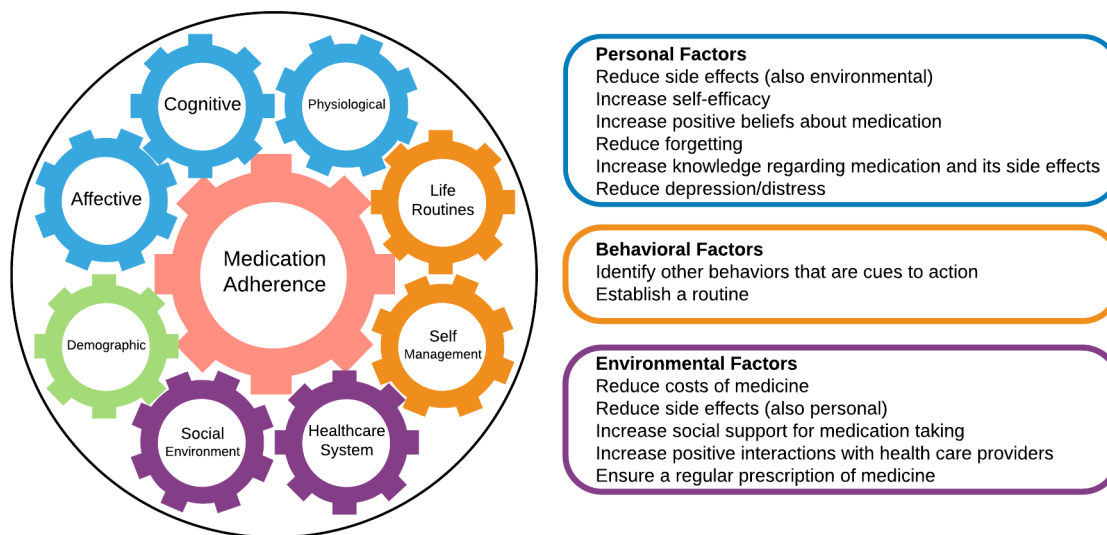 Cognitive
Physiological
Affective
Life
Routines
Medication
Adherence
Demographic
Self
Management
Social
Environment
Healthcare
System
Personal Factors
Reduce side effects (also environmental)
Increase self-efficacy
Increase positive beliefs about medication
Reduce forgetting
Increase knowledge regarding medication and its side effects
Reduce depression/distress
Behavioral Factors
Identify other behaviors that are cues to action
Establish a routine
Environmental Factors
Reduce costs of medicine
Reduce side effects (also personal)
Increase social support for medication taking
Increase positive interactions with health care providers
Ensure a regular prescription of medicine